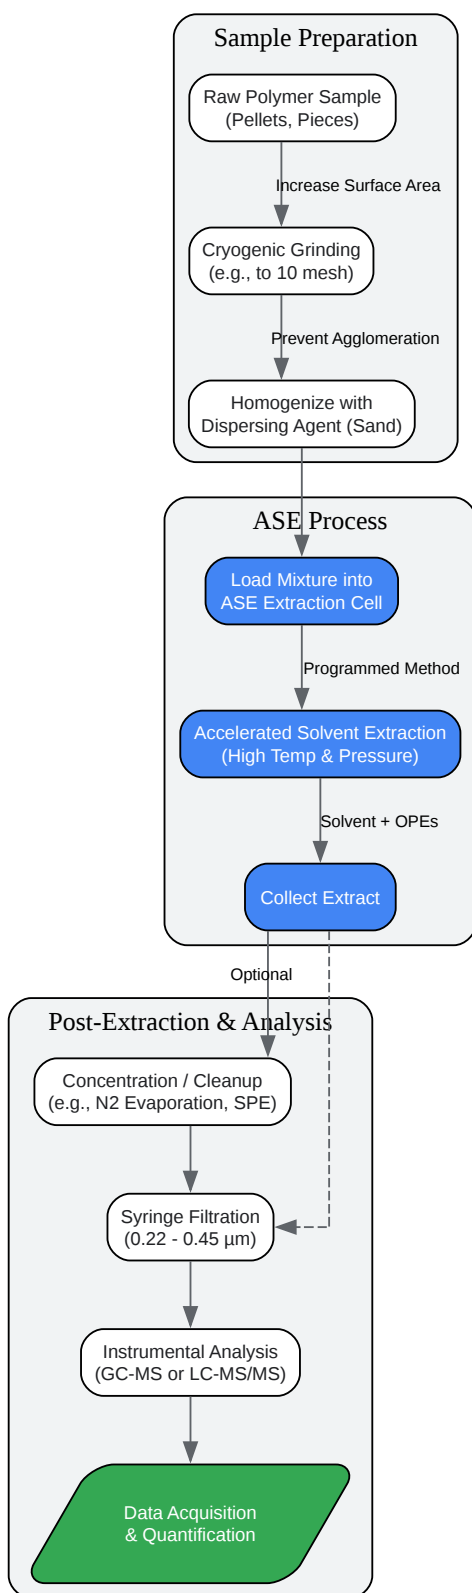 Sample Preparation
Raw Polymer Sample
(Pellets, Pieces)
Increase Surface Area
Cryogenic Grinding
(e.g., to 10 mesh)
Prevent Agglomeration
Homogenize with
Dispersing Agent (Sand)
ASE Process
Load Mixture into
ASE Extraction Cell
Programmed Method
Accelerated Solvent Extraction
(High Temp & Pressure)
Solvent + OPEs
Collect Extract
Optional
Post-Extraction & Analysis
Concentration / Cleanup
(e.g., N2 Evaporation, SPE)
Syringe Filtration
(0.22 - 0.45 µm)
Instrumental Analysis
(GC-MS or LC-MS/MS)
Data Acquisition
& Quantification